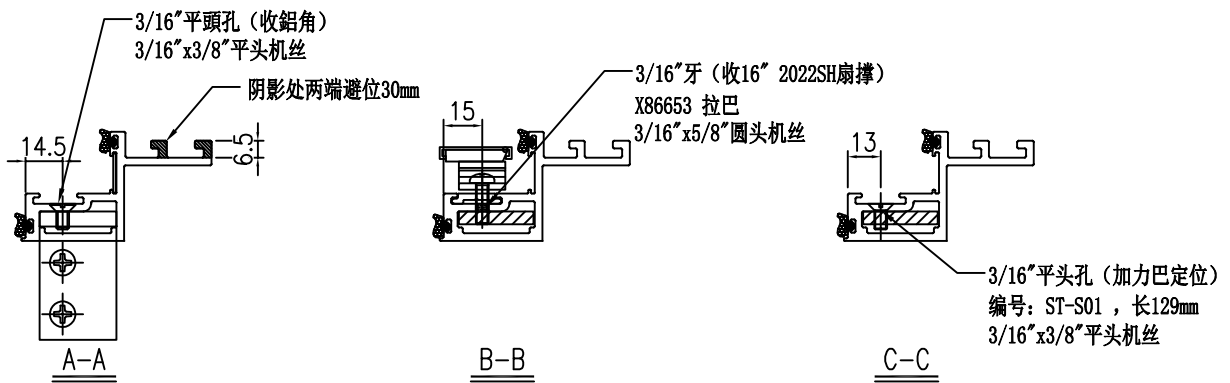 3/16"平頭孔（收鋁角）
3/16"x3/8"平头机丝
阴影处两端避位30mm
14.5
6.5
A-A
3/16"牙（收16" 2022SH扇撑）
X86653 拉巴
3/16"x5/8"圆头机丝
15
B-B
13
3/16"平头孔（加力巴定位）
编号：ST-S01 ，长129mm
3/16"x3/8"平头机丝
C-C